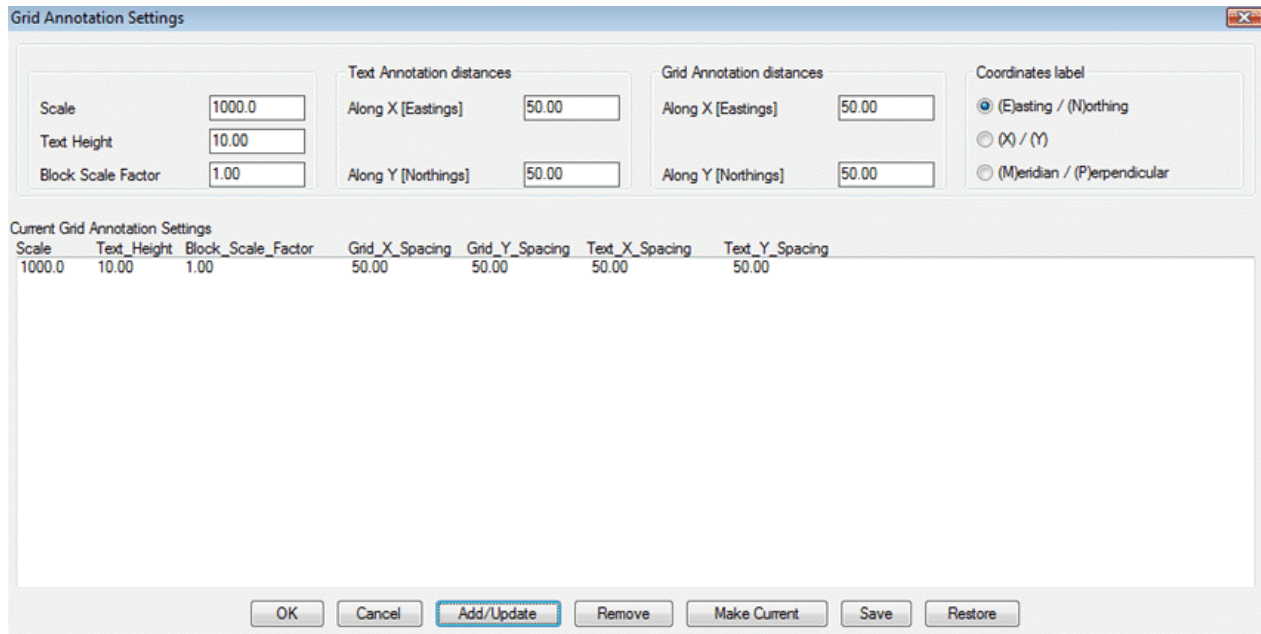 Grid Annotation Settings
Text Annotation distances Grid Annotation distances Coordinates label
Scale 1000.0 Along X [Eastings] 50.00 Along X [Eastings] 50.00 (E)asting / (N)orthing
Text Height 10.00 (X) / (Y)
Block Scale Factor 1.00 Along Y [Northings] 50.00 Along Y [Northings] 50.00 (M)eridian / (P)erpendicular
Current Grid Annotation Settings
Scale Text_Height Block_Scale_Factor Grid_X_Spacing Grid_Y_Spacing Text_X_Spacing Text_Y_Spacing
1000.0 10.00 1.00 50.00 50.00 50.00 50.00
OK Cancel Add/Update Remove Make Current Save Restore